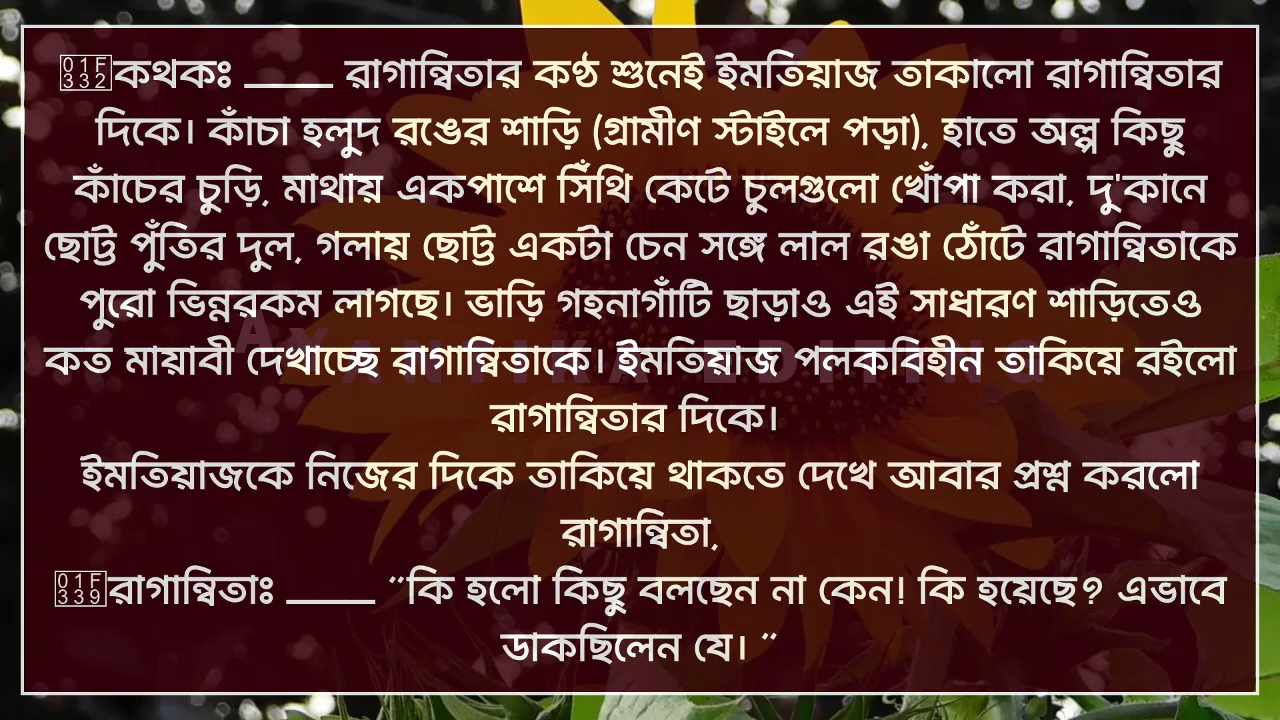 কথকঃ ____ রাগান্বিতার কণ্ঠ শুনেই ইমতিয়াজ তাকালো রাগান্বিতার
দিকে। কাঁচা হলুদ রঙের শাড়ি (গ্রামীণ স্টাইলে পড়া), হাতে অল্প কিছু
কাঁচের চুড়ি, মাথায় একপাশে সিঁথি কেটে চুলগুলো খোঁপা করা, দু'কানে
ছোট্ট পুঁতির দুল, গলায় ছোট্ট একটা চেন সঙ্গে লাল রঙা ঠোঁটে রাগান্বিতাকে
পুরো ভিন্নরকম লাগছে। ভাড়ি গহনাগাঁটি ছাড়াও এই সাধারণ শাড়িতেও
কত মায়াবী দেখাচ্ছে রাগান্বিতাকে। ইমতিয়াজ পলকবিহীন তাকিয়ে রইলো
রাগান্বিতার দিকে।
ইমতিয়াজকে নিজের দিকে তাকিয়ে থাকতে দেখে আবার প্রশ্ন করলো
রাগান্বিতা,
রাগান্বিতাঃ ____ ”কি হলো কিছু বলছেন না কেন! কি হয়েছে? এভাবে
ডাকছিলেন যে। ”